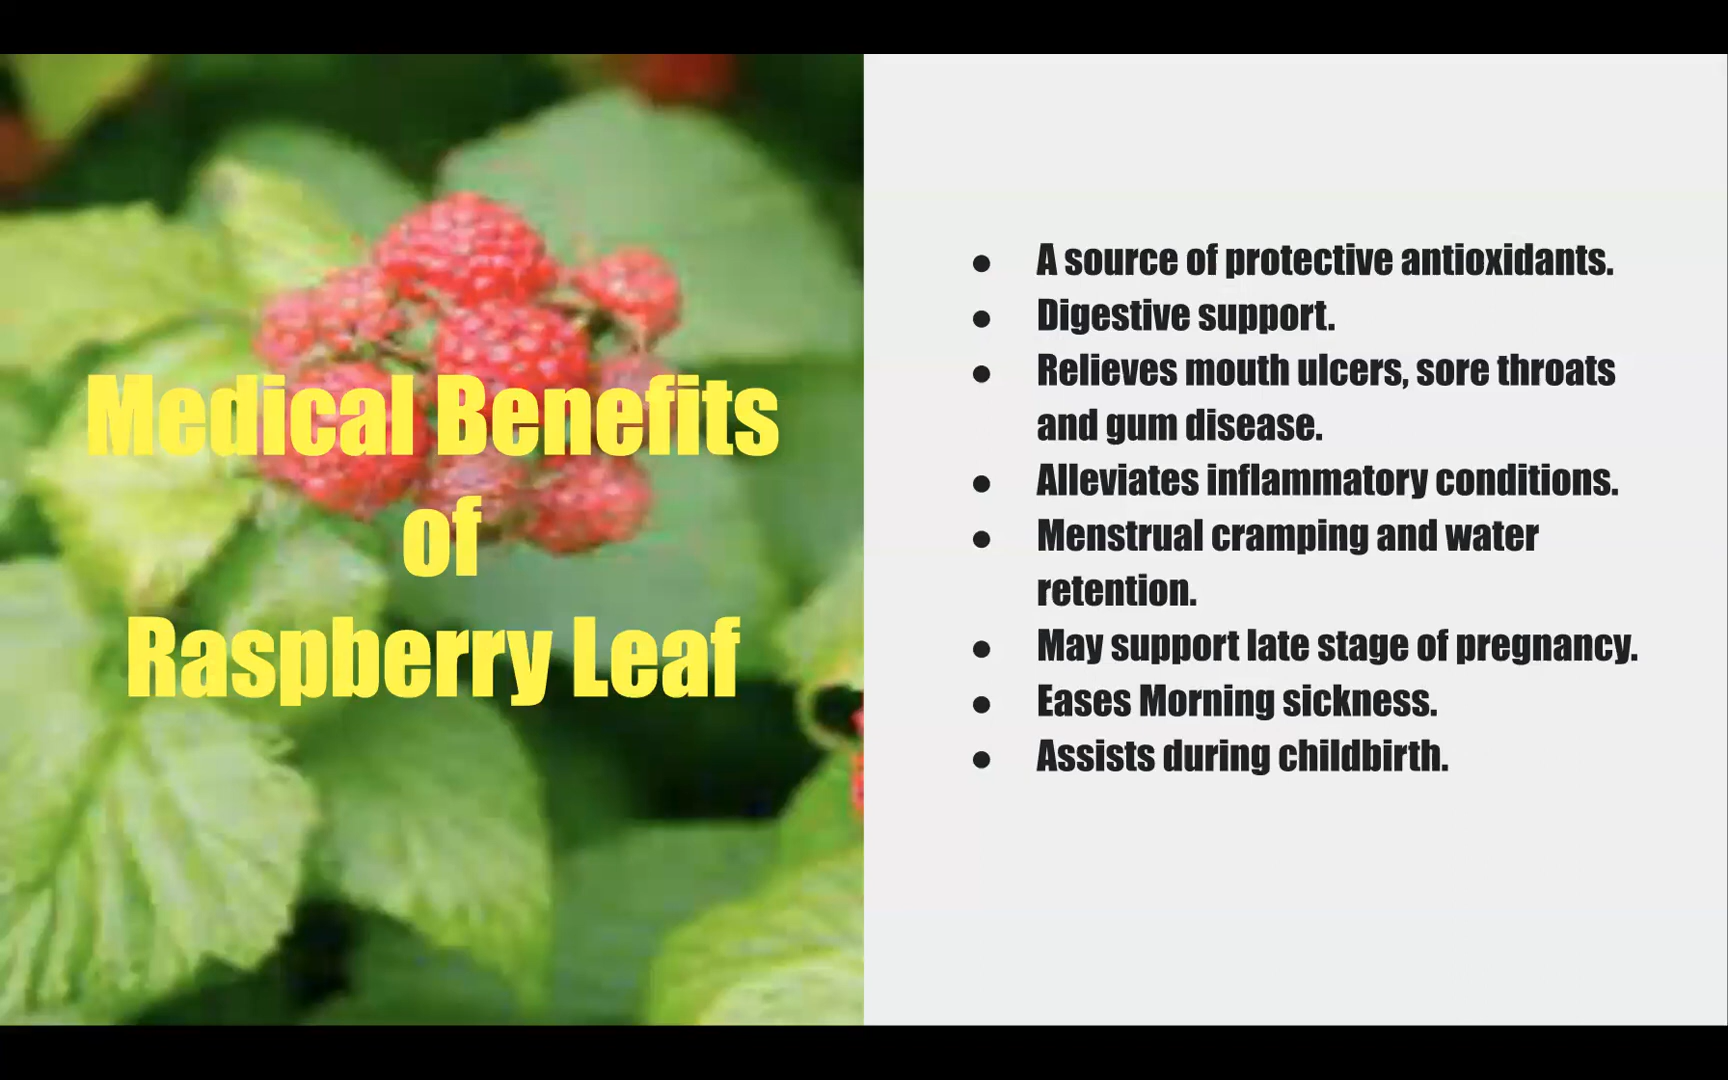 Medical Benefits
of
Raspberry Leaf
● A source of protective antioxidants.
● Digestive support.
● Relieves mouth ulcers, sore throats
and gum disease.
● Alleviates inflammatory conditions.
● Menstrual cramping and water
retention.
● May support late stage of pregnancy.
● Eases Morning sickness.
● Assists during childbirth.